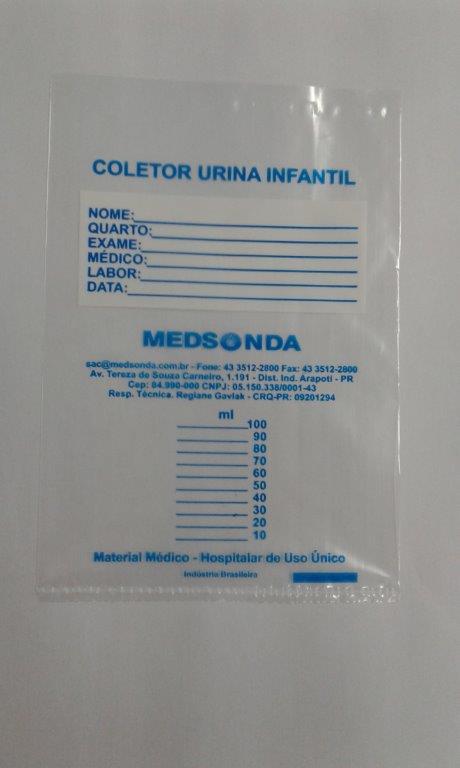 COLETOR URINA INFANTIL
NOME:
QUARTO:
EXAME:
MÉDICO:
LABOR:
DATA:
MEDSONDA
sac@medsonda.com.br - Fone: 43 3512-2800 Fax: 43 3512-2800
Av. Tereza de Souza Carneiro, 1.191 - Dist. Ind. Arapoti - PR
Cep: 84.990-000 CNPJ: 05.150.338/0001-43
Resp. Técnica. Regiane Gavlak - CRQ-PR: 09201294
ml
100
90
80
70
60
50
40
30
20
10
Material Médico - Hospitalar de Uso Único
Indústria Brasileira